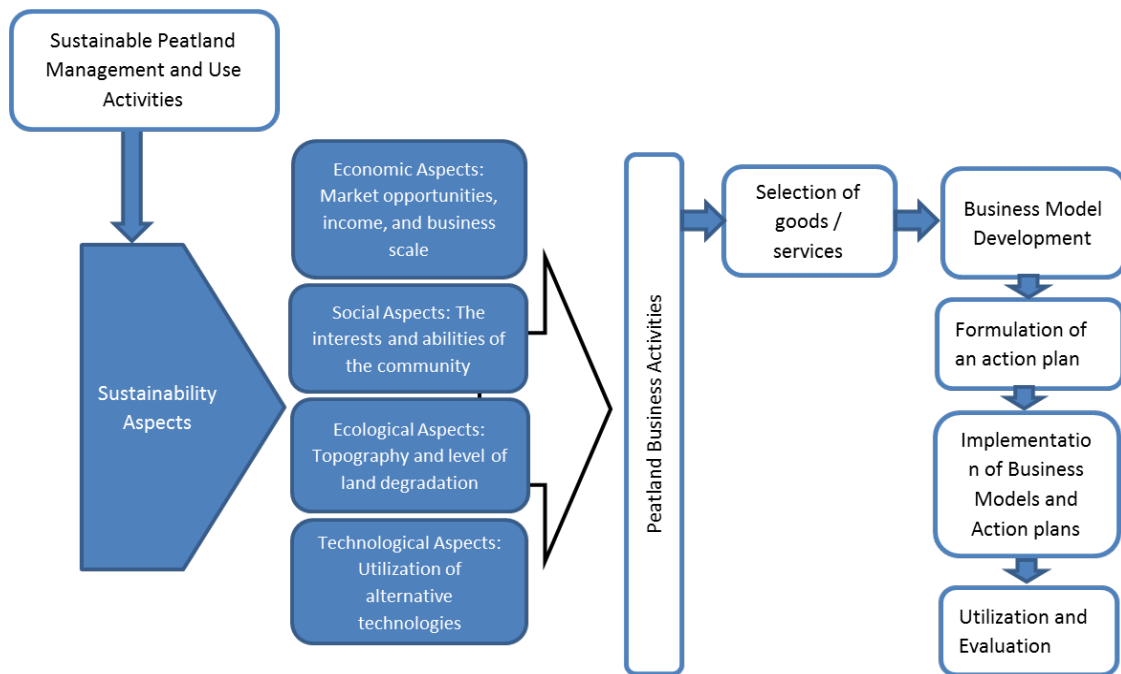 Sustainable Peatland
Management and Use
Activities
Sustainability
Aspects
Economic Aspects:
Market opportunities,
income, and business
scale
Social Aspects: The
interests and abilities of
the community
Ecological Aspects:
Topography and level of
land degradation
Technological Aspects:
Utilization of
alternative
technologies
Peatland Business Activities
Selection of
goods /
services
Business Model
Development
Formulation of
an action plan
Implementatio
n of Business
Models and
Action plans
Utilization and
Evaluation